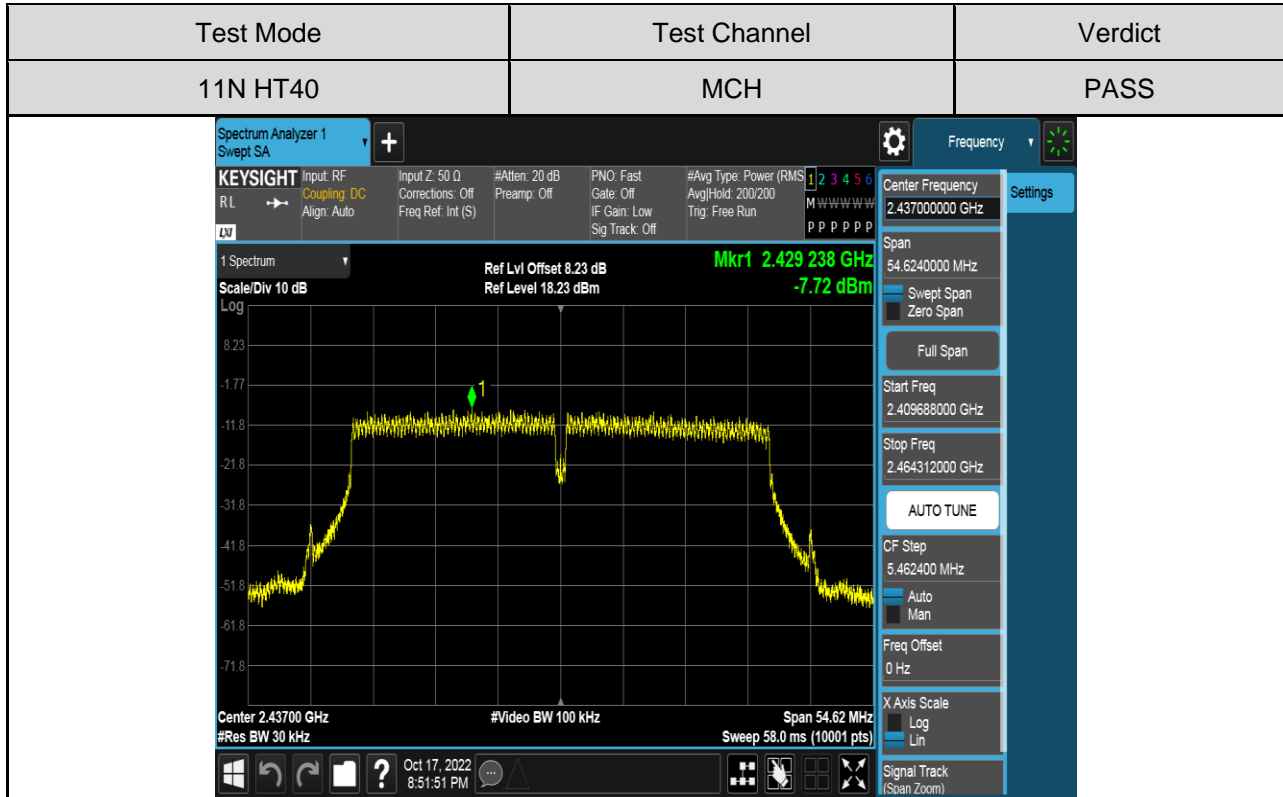 Test Mode Test Channel Verdict
11N HT40 MCH PASS
Spectrum Analyzer 1
Swept SA
+
Frequency
KEYSIGHT
RL
LXI
Input: RF
Coupling: DC
Align: Auto
Input Z: 50 Ω
Corrections: Off
Freq Ref: Int (S)
#Atten: 20 dB
Preamp: Off
PNO: Fast
Gate: Off
IF Gain: Low
Sig Track: Off
#Avg Type: Power (RMS
Avg|Hold: 200/200
Trig: Free Run
1 2 3 4 5 6
M W W W W W
P P P P P P
1 Spectrum
Scale/Div 10 dB
Log
Ref Lvl Offset 8.23 dB
Ref Level 18.23 dBm
Mkr1 2.429 238 GHz
-7.72 dBm
8.23
-1.77
-11.8
-21.8
-31.8
-41.8
-51.8
-61.8
-71.8
1
Center 2.43700 GHz
#Res BW 30 kHz
#Video BW 100 kHz
Span 54.62 MHz
Sweep 58.0 ms (10001 pts)
Center Frequency
2.437000000 GHz
Settings
Span
54.6240000 MHz
Swept Span
Zero Span
Full Span
Start Freq
2.409688000 GHz
Stop Freq
2.464312000 GHz
AUTO TUNE
CF Step
5.462400 MHz
Auto
Man
Freq Offset
0 Hz
X Axis Scale
Log
Lin
Signal Track
(Span Zoom)
?
Oct 17, 2022
8:51:51 PM